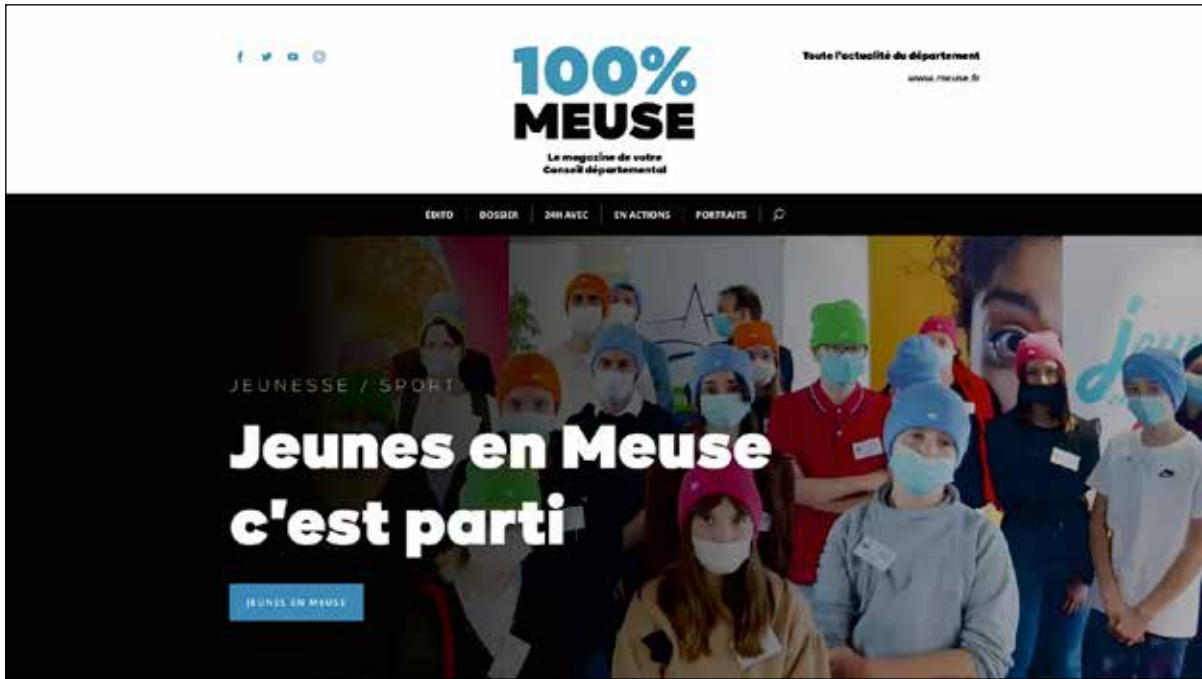 100%
MEUSE
Le magazine de votre
Conseil départemental
Toute l'actualité du département
www.meuse.fr
ÉDITO
DOSSIER
24H AVEC
EN ACTIONS
PORTRAITS
JEUNESSE / SPORT
Jeunes en Meuse
c'est parti
JEUNES EN MEUSE